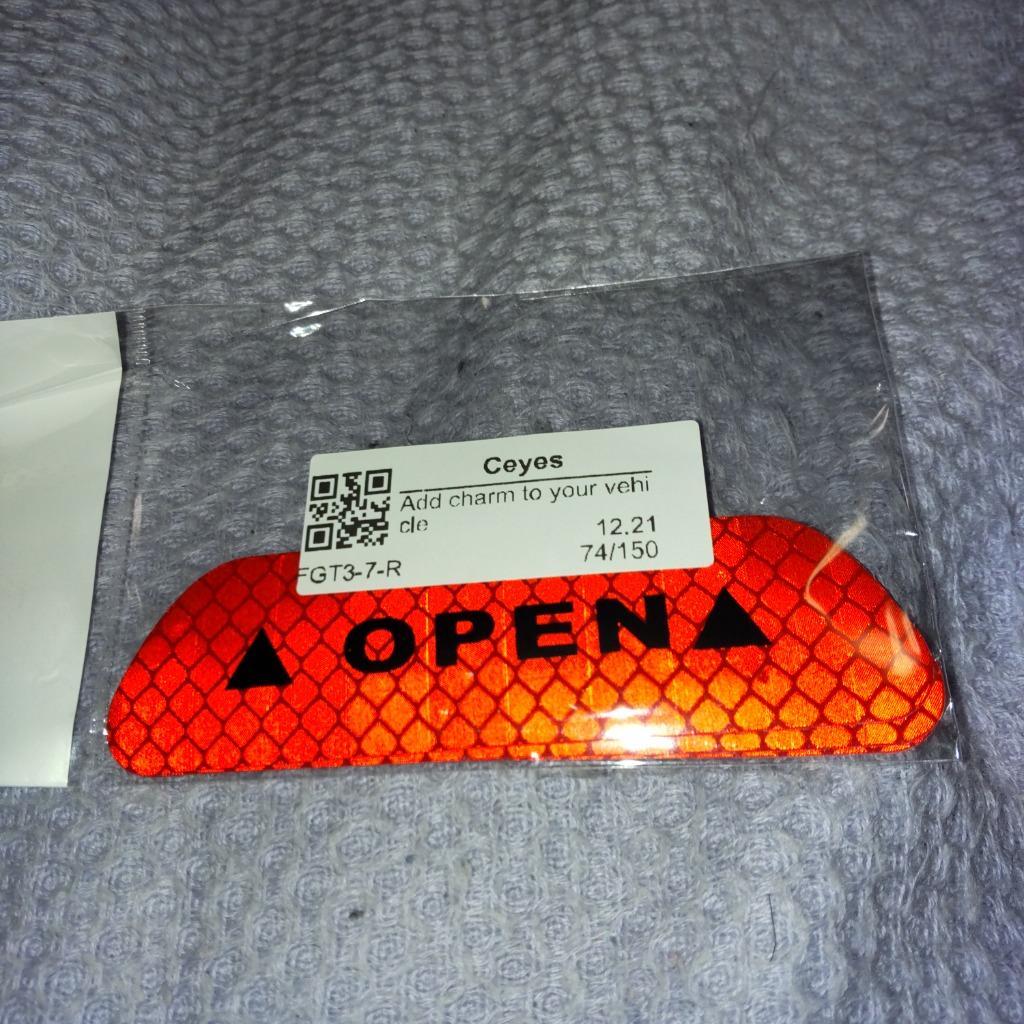 Ceyes
Add charm to your vehi
cle
12.21
74/150
FGT3-7-R
▲ OPEN ▲